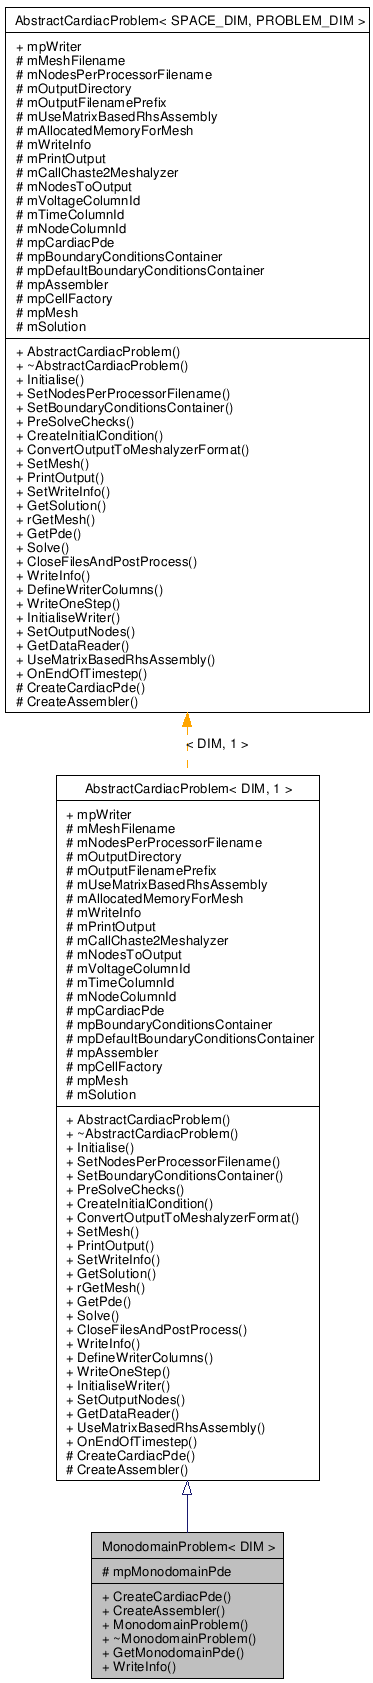 AbstractCardiacProblem< SPACE_DIM, PROBLEM_DIM >
+ mpWriter
# mMeshFilename
# mNodesPerProcessorFilename
# mOutputDirectory
# mOutputFilenamePrefix
# mUseMatrixBasedRhsAssembly
# mAllocatedMemoryForMesh
# mWriteInfo
# mPrintOutput
# mCallChaste2Meshalyzer
# mNodesToOutput
# mVoltageColumnId
# mTimeColumnId
# mNodeColumnId
# mpCardiacPde
# mpBoundaryConditionsContainer
# mpDefaultBoundaryConditionsContainer
# mpAssembler
# mpCellFactory
# mpMesh
# mSolution
+ AbstractCardiacProblem()
+ ~AbstractCardiacProblem()
+ Initialise()
+ SetNodesPerProcessorFilename()
+ SetBoundaryConditionsContainer()
+ PreSolveChecks()
+ CreateInitialCondition()
+ ConvertOutputToMeshalyzerFormat()
+ SetMesh()
+ PrintOutput()
+ SetWriteInfo()
+ GetSolution()
+ rGetMesh()
+ GetPde()
+ Solve()
+ CloseFilesAndPostProcess()
+ WriteInfo()
+ DefineWriterColumns()
+ WriteOneStep()
+ InitialiseWriter()
+ SetOutputNodes()
+ GetDataReader()
+ UseMatrixBasedRhsAssembly()
+ OnEndOfTimestep()
# CreateCardiacPde()
# CreateAssembler()
< DIM, 1 >
AbstractCardiacProblem< DIM, 1 >
+ mpWriter
# mMeshFilename
# mNodesPerProcessorFilename
# mOutputDirectory
# mOutputFilenamePrefix
# mUseMatrixBasedRhsAssembly
# mAllocatedMemoryForMesh
# mWriteInfo
# mPrintOutput
# mCallChaste2Meshalyzer
# mNodesToOutput
# mVoltageColumnId
# mTimeColumnId
# mNodeColumnId
# mpCardiacPde
# mpBoundaryConditionsContainer
# mpDefaultBoundaryConditionsContainer
# mpAssembler
# mpCellFactory
# mpMesh
# mSolution
+ AbstractCardiacProblem()
+ ~AbstractCardiacProblem()
+ Initialise()
+ SetNodesPerProcessorFilename()
+ SetBoundaryConditionsContainer()
+ PreSolveChecks()
+ CreateInitialCondition()
+ ConvertOutputToMeshalyzerFormat()
+ SetMesh()
+ PrintOutput()
+ SetWriteInfo()
+ GetSolution()
+ rGetMesh()
+ GetPde()
+ Solve()
+ CloseFilesAndPostProcess()
+ WriteInfo()
+ DefineWriterColumns()
+ WriteOneStep()
+ InitialiseWriter()
+ SetOutputNodes()
+ GetDataReader()
+ UseMatrixBasedRhsAssembly()
+ OnEndOfTimestep()
# CreateCardiacPde()
# CreateAssembler()
MonodomainProblem< DIM >
# mpMonodomainPde
+ CreateCardiacPde()
+ CreateAssembler()
+ MonodomainProblem()
+ ~MonodomainProblem()
+ GetMonodomainPde()
+ WriteInfo()